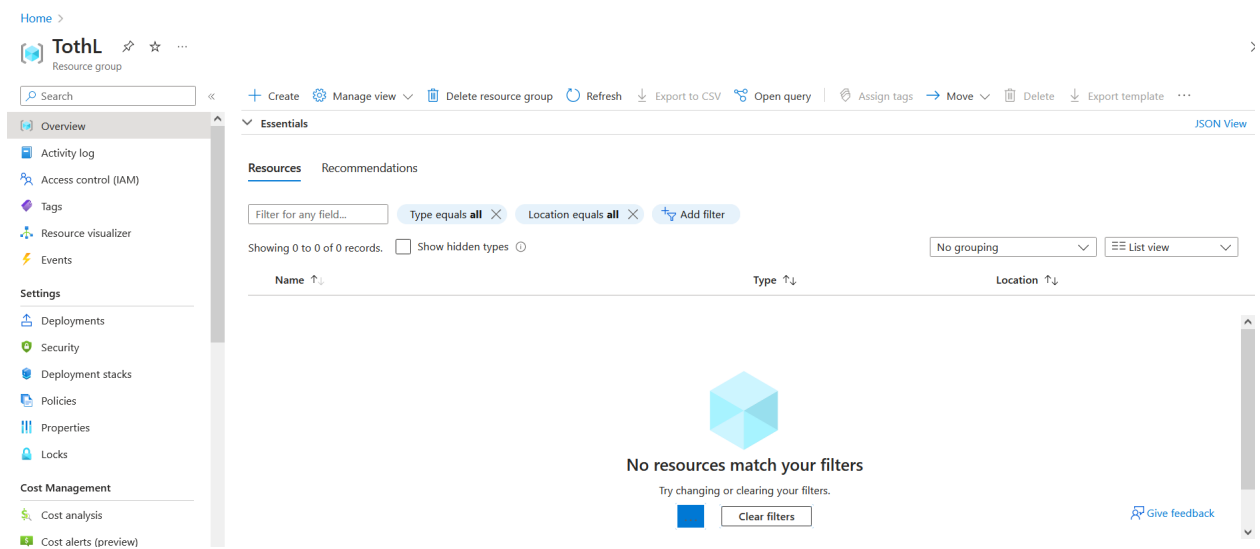 Home >
TothL
Resource group
Search
Overview
Activity log
Access control (IAM)
Tags
Resource visualizer
Events
Settings
Deployments
Security
Deployment stacks
Policies
Properties
Locks
Cost Management
Cost analysis
Cost alerts (preview)
Create Manage view Delete resource group Refresh Export to CSV Open query Assign tags Move Delete Export template
Essentials JSON View
Resources Recommendations
Filter for any field... Type equals all Location equals all Add filter
Showing 0 to 0 of 0 records. Show hidden types No grouping List view
Name Type Location
No resources match your filters
Try changing or clearing your filters.
Clear filters
Give feedback